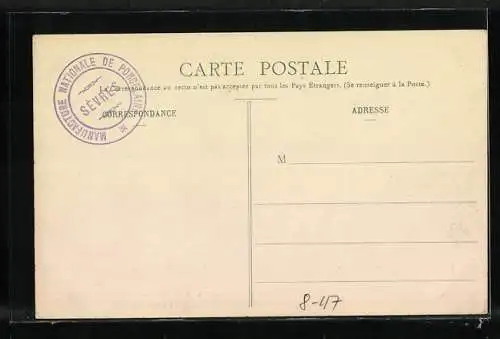 CARTE POSTALE
La Correspondance au recto n'est pas acceptée par tous les Pays Étrangers. (Se renseigner à la Poste.)
CORRESPONDANCE
ADRESSE
MANUFACTURE NATIONALE DE PORCELAINE
SÈVRES
M
8-47